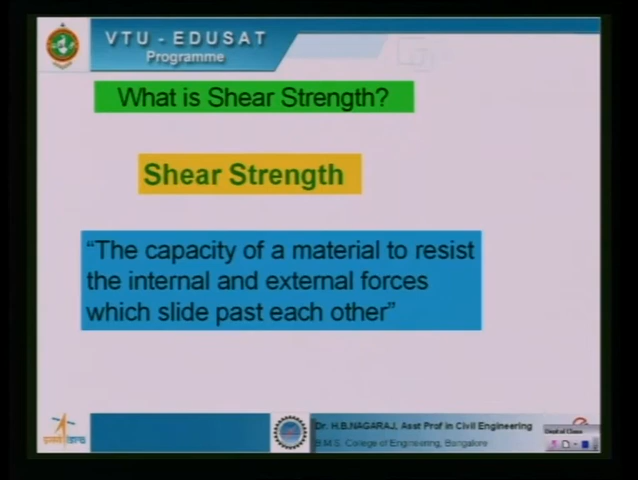 VTU - EDUSAT
Programme
What is Shear Strength?
Shear Strength
“The capacity of a material to resist
the internal and external forces
which slide past each other”
Dr. H.B.NAGARAJ, Asst Prof in Civil Engineering
B.M.S. College of Engineering, Bangalore